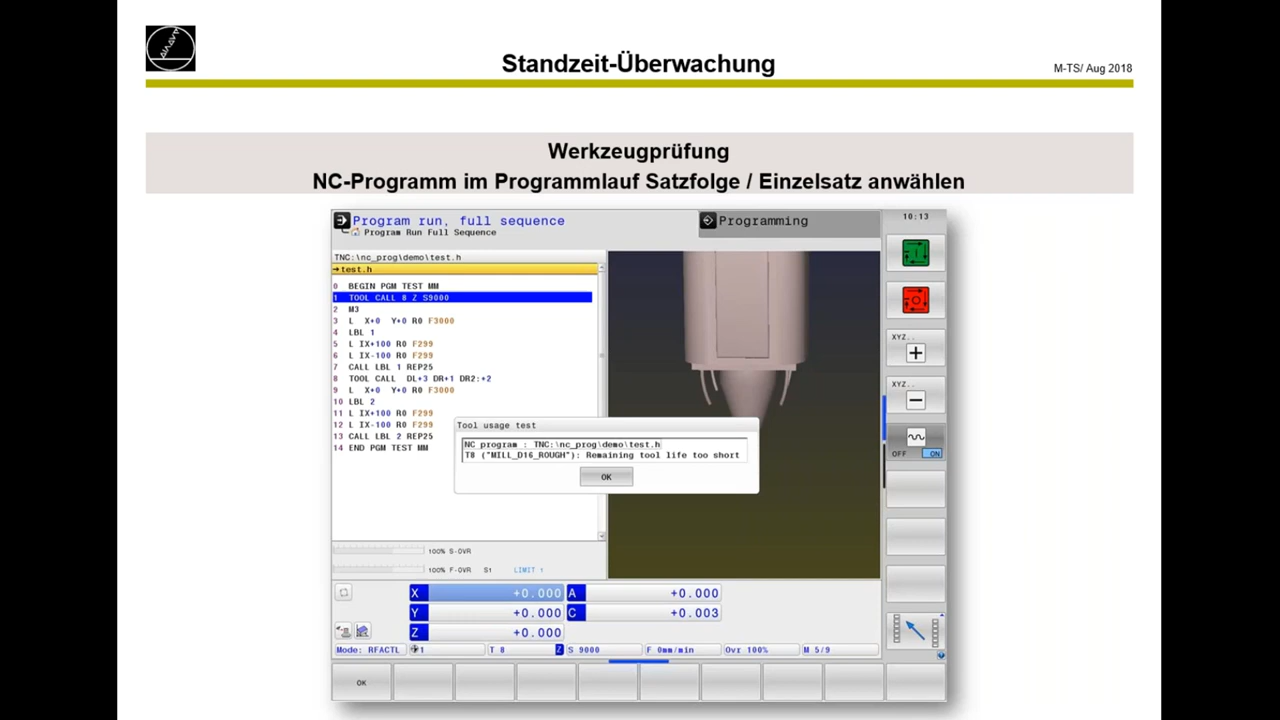 Standzeit-Überwachung
M-TS/ Aug 2018
Werkzeugprüfung
NC-Programm im Programmlauf Satzfolge / Einzelsatz anwählen
Program run, full sequence
Program Run Full Sequence
Programming
10:13
TNC:\nc_prog\demo\test.h
→test.h
0 BEGIN PGM TEST MM
1 TOOL CALL 8 Z S9000
2 M3
3 L X+0 Y+0 R0 F3000
4 LBL 1
5 L IX+100 R0 F299
6 L IX-100 R0 F299
7 CALL LBL 1 REP25
8 TOOL CALL DL+3 DR+1 DR2:+2
9 L X+0 Y+0 R0 F3000
10 LBL 2
11 L IX+100 R0 F299
12 L IX-100 R0 F299
13 CALL LBL 2 REP25
14 END PGM TEST MM
Tool usage test
NC program : TNC:\nc_prog\demo\test.h
T8 ("MILL_D16_ROUGH"): Remaining tool life too short
OK
XYZ..
+
XYZ..
−
OFF ON
100% S-OVR
100% F-OVR S1 LIMIT 1
X +0.000 A +0.000
Y +0.000 C +0.003
Z +0.000
Mode: RFACTL 1 T 8 Z S 9000 F 0mm/min Ovr 100% M 5/9
OK